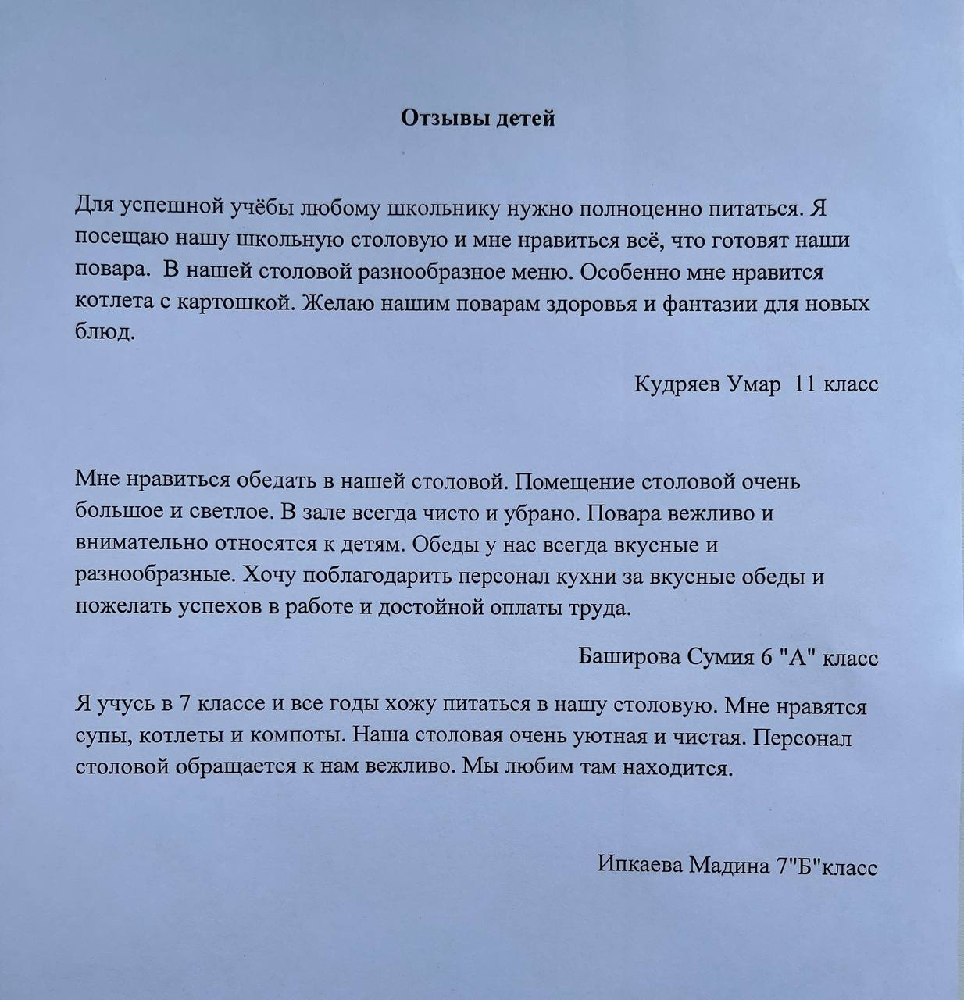 Отзывы детей
Для успешной учёбы любому школьнику нужно полноценно питаться. Я
посещаю нашу школьную столовую и мне нравиться всё, что готовят наши
повара.  В нашей столовой разнообразное меню. Особенно мне нравится
котлета с картошкой. Желаю нашим поварам здоровья и фантазии для новых
блюд.
Кудряев Умар  11 класс
Мне нравиться обедать в нашей столовой. Помещение столовой очень
большое и светлое. В зале всегда чисто и убрано. Повара вежливо и
внимательно относятся к детям. Обеды у нас всегда вкусные и
разнообразные. Хочу поблагодарить персонал кухни за вкусные обеды и
пожелать успехов в работе и достойной оплаты труда.
Баширова Сумия 6 "А" класс
Я учусь в 7 классе и все годы хожу питаться в нашу столовую. Мне нравятся
супы, котлеты и компоты. Наша столовая очень уютная и чистая. Персонал
столовой обращается к нам вежливо. Мы любим там находится.
Ипкаева Мадина 7"Б"класс